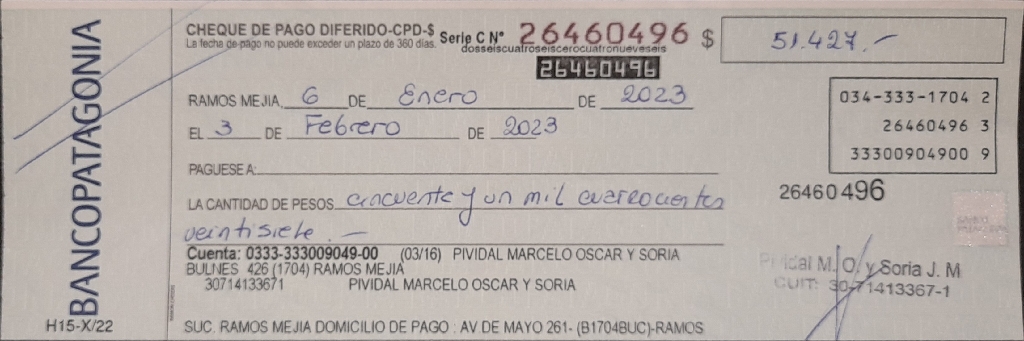 BANCOPATAGONIA
H15-X/22
CHEQUE DE PAGO DIFERIDO-CPD-$ Serie C Nº 26460496 $ 51.427.-
La fecha de pago no puede exceder un plazo de 360 días.
dosseiscuatroseiscerocuatronueveseis
26460496
RAMOS MEJIA, 6 DE Enero DE 2023
034-333-1704 2
26460496 3
33300904900 9
EL 3 DE Febrero DE 2023
PAGUESE A:
26460496
LA CANTIDAD DE PESOS cincuenta y un mil cuatrocientos
veintisiete.-
Cuenta: 0333-333009049-00 (03/16) PIVIDAL MARCELO OSCAR Y SORIA
BULNES 426 (1704) RAMOS MEJIA
30714133671 PIVIDAL MARCELO OSCAR Y SORIA
Pividal M. O. y Soria J. M
CUIT: 30-71413367-1
SUC. RAMOS MEJIA DOMICILIO DE PAGO : AV DE MAYO 261- (B1704BUC)-RAMOS